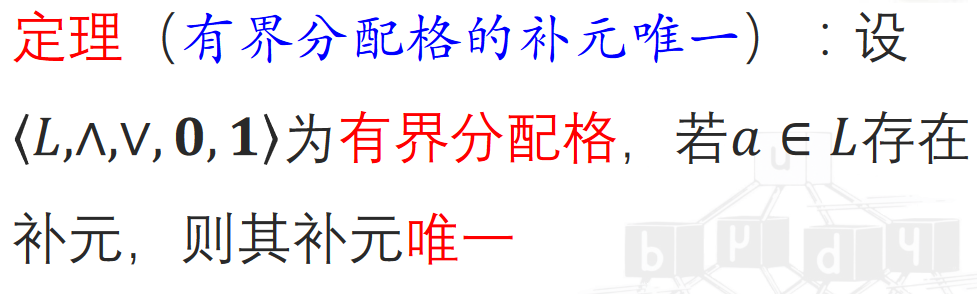 定理（有界分配格的补元唯一）：设
⟨L,∧,∨, 0, 1⟩为有界分配格，若a ∈ L存在
补元，则其补元唯一